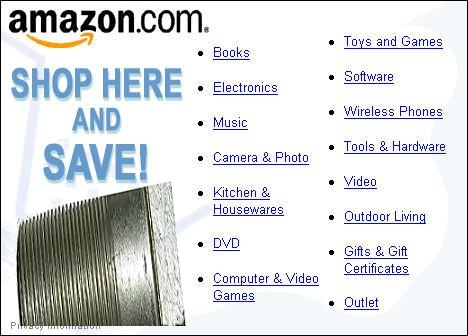 amazon.com®
SHOP HERE
AND
SAVE!
Books
Electronics
Music
Camera & Photo
Kitchen &
Housewares
DVD
Computer & Video
Games
Toys and Games
Software
Wireless Phones
Tools & Hardware
Video
Outdoor Living
Gifts & Gift
Certificates
Outlet
Privacy Information